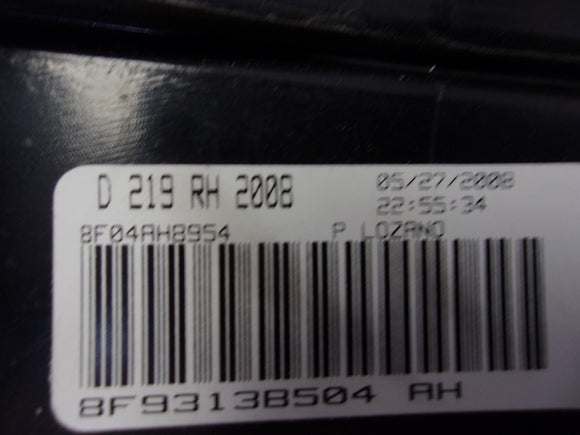 D 219 RH 2008
05/27/2008
22:55:34
8F04AH8954 P LOZANO
8F9313B504 AH